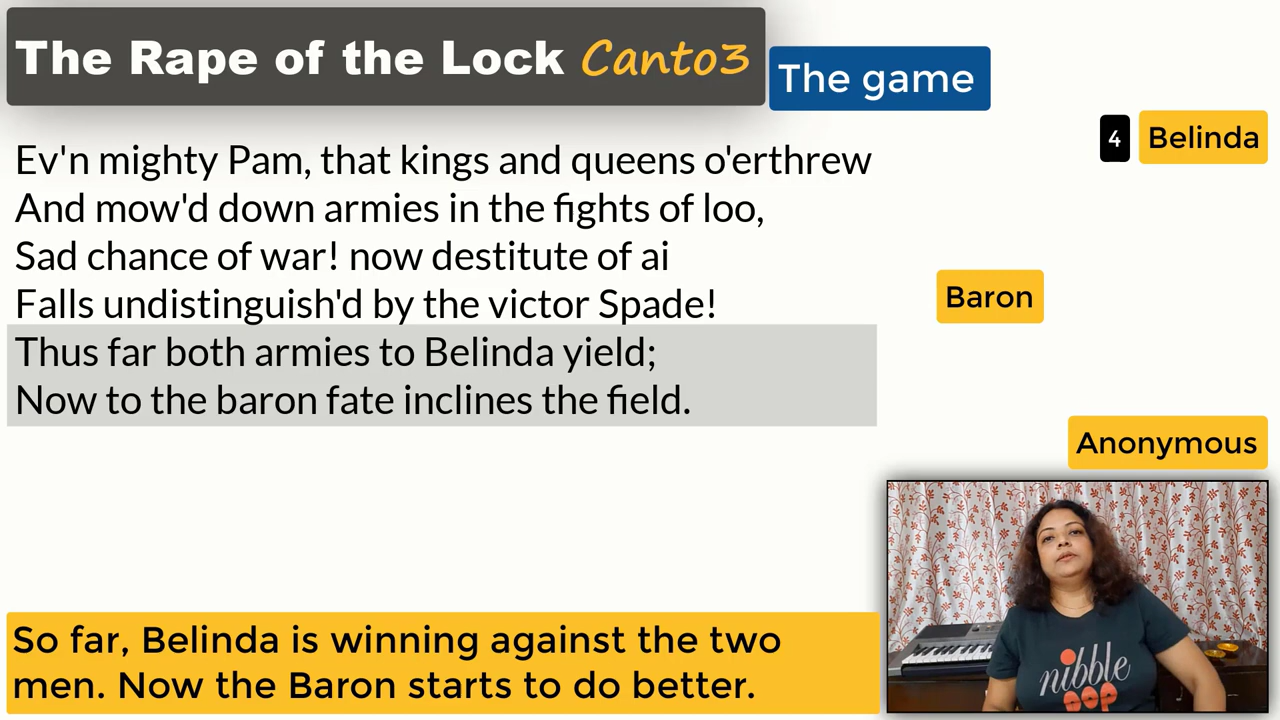 The Rape of the Lock Canto3
The game
4 Belinda
Ev'n mighty Pam, that kings and queens o'erthrew
And mow'd down armies in the fights of loo,
Sad chance of war! now destitute of ai
Falls undistinguish'd by the victor Spade!
Thus far both armies to Belinda yield;
Now to the baron fate inclines the field.
Baron
Anonymous
nibble
pop
So far, Belinda is winning against the two
men. Now the Baron starts to do better.